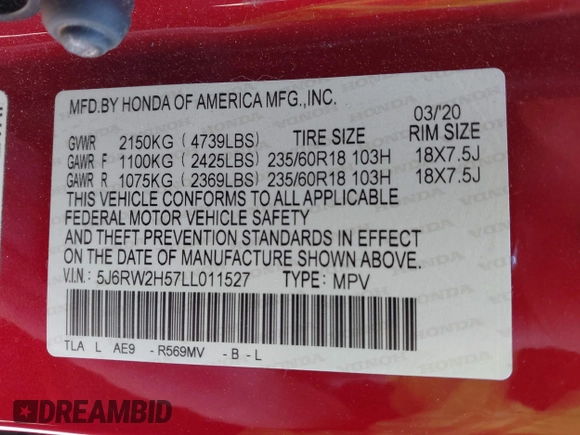 MFD.BY HONDA OF AMERICA MFG.,INC.
03/'20
GVWR 2150KG ( 4739LBS) TIRE SIZE RIM SIZE
GAWR F 1100KG ( 2425LBS) 235/60R18 103H 18X7.5J
GAWR R 1075KG ( 2369LBS) 235/60R18 103H 18X7.5J
THIS VEHICLE CONFORMS TO ALL APPLICABLE
FEDERAL MOTOR VEHICLE SAFETY
AND THEFT PREVENTION STANDARDS IN EFFECT
ON THE DATE OF MANUFACTURE SHOWN ABOVE.
V.I.N.: 5J6RW2H57LL011527 TYPE: MPV
TLA L AE9 - R569MV - B - L
DREAMBID